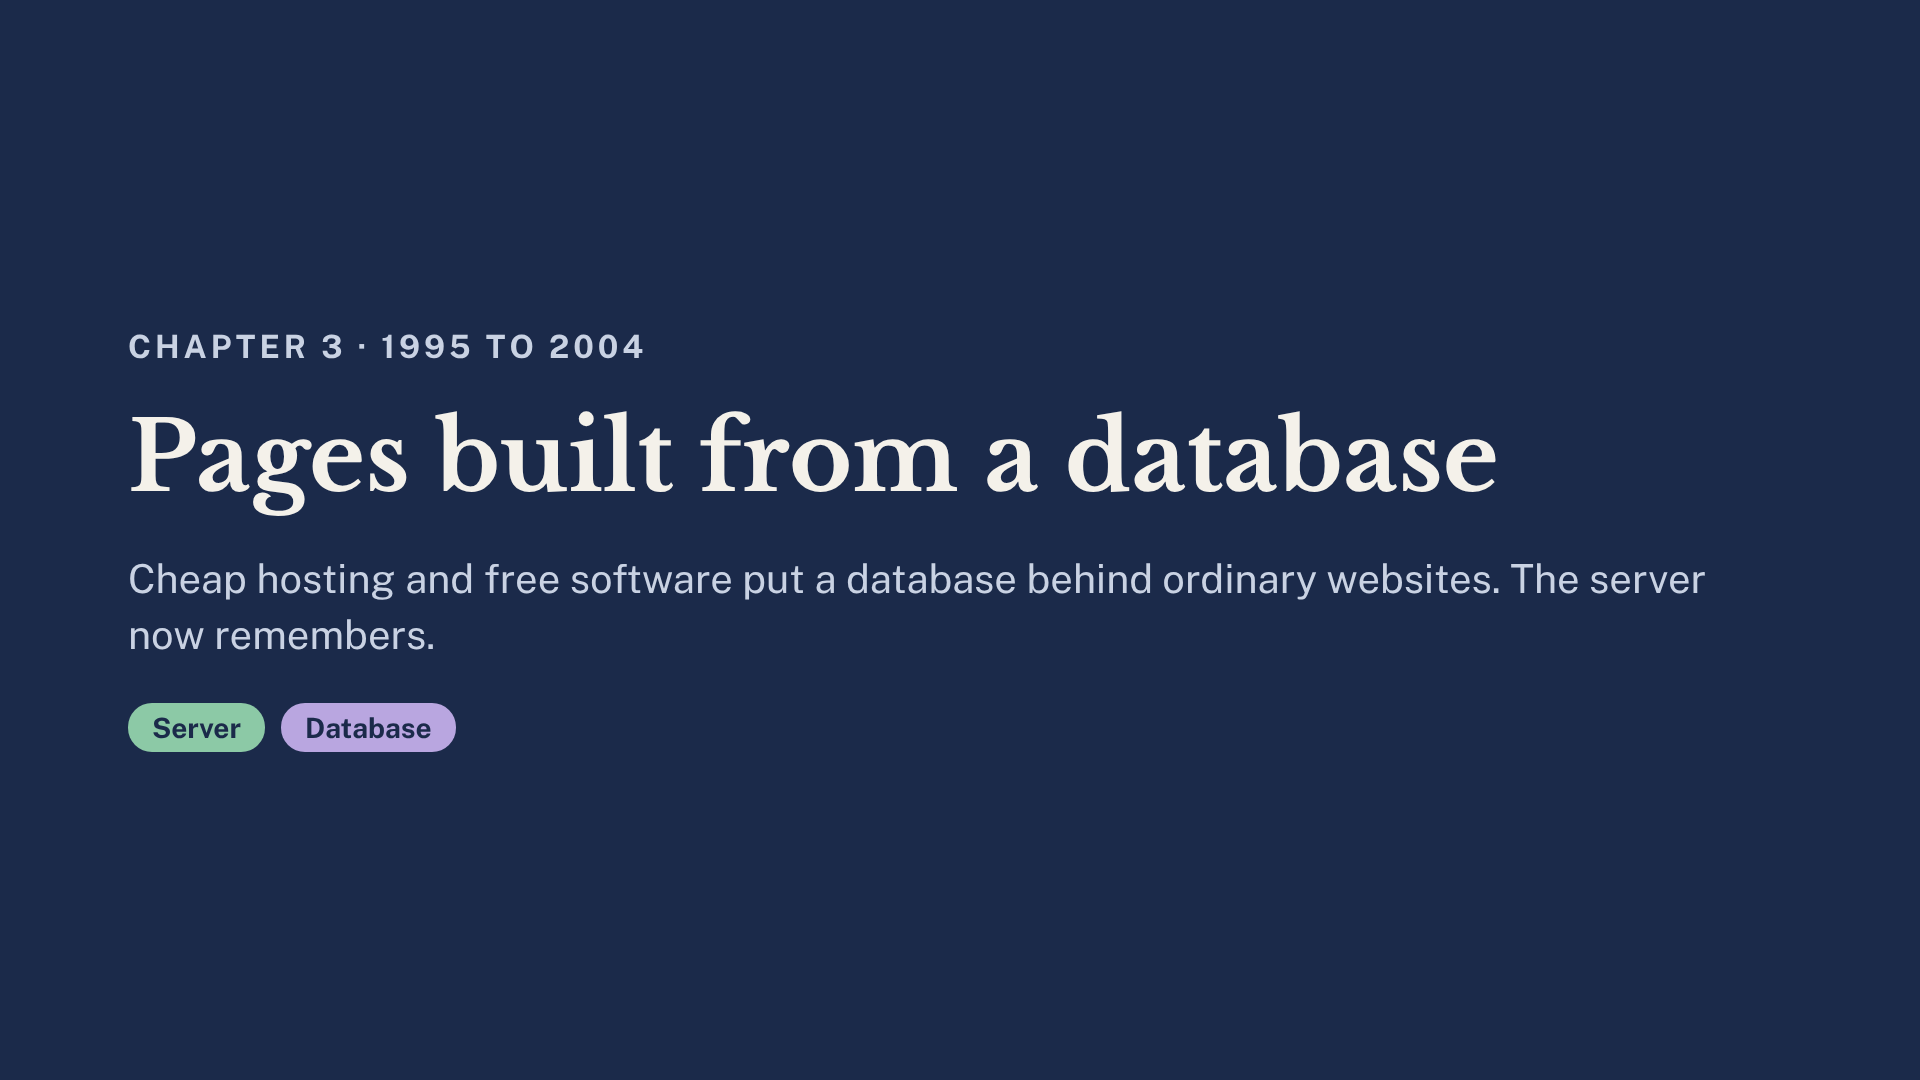 CHAPTER 3 · 1995 TO 2004
Pages built from a database
Cheap hosting and free software put a database behind ordinary websites. The server
now remembers.
Server
Database